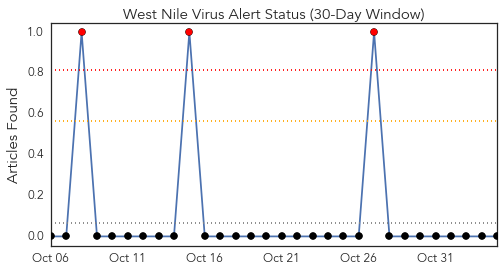 West Nile Virus Alert Status (30-Day Window)
Articles Found
1.0
0.8
0.6
0.4
0.2
0.0
Oct 06 Oct 11 Oct 16 Oct 21 Oct 26 Oct 31